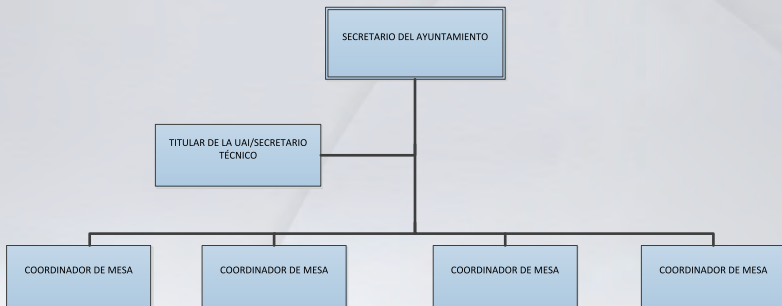 SECRETARIO DEL AYUNTAMIENTO
TITULAR DE LA UAI/SECRETARIO
TÉCNICO
COORDINADOR DE MESA
COORDINADOR DE MESA
COORDINADOR DE MESA
COORDINADOR DE MESA